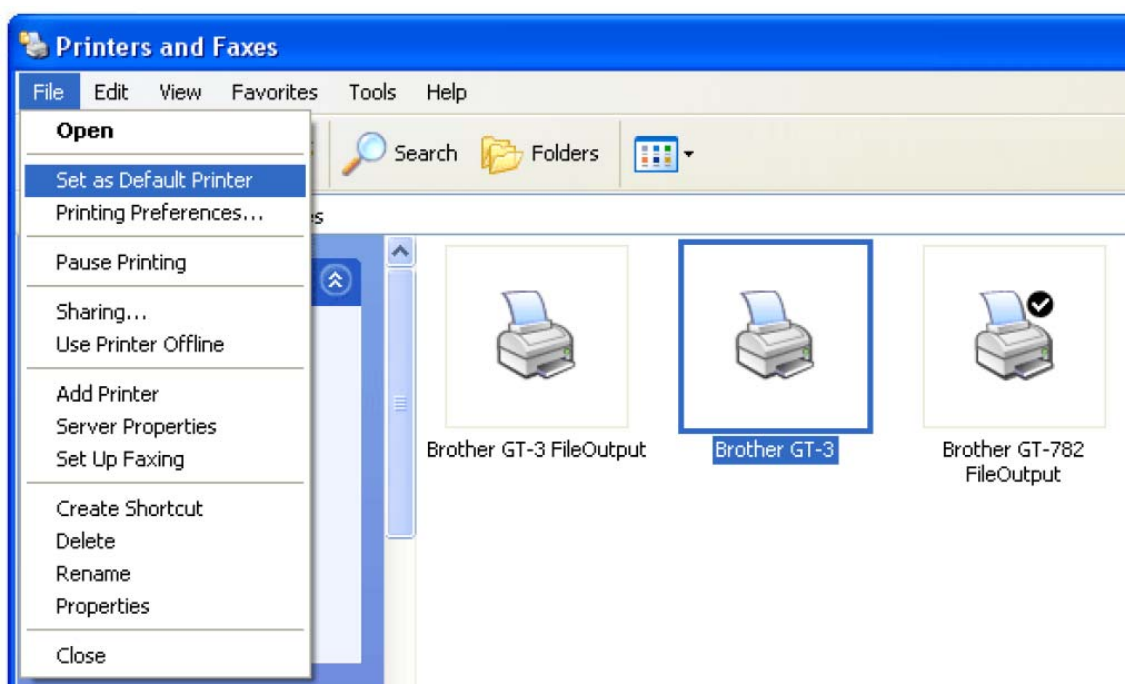 Printers and Faxes
File Edit View Favorites Tools Help
Open
Search Folders
Set as Default Printer
Printing Preferences...
Pause Printing
Sharing...
Use Printer Offline
Add Printer
Server Properties
Set Up Faxing
Create Shortcut
Delete
Rename
Properties
Close
Brother GT-3 FileOutput
Brother GT-3
Brother GT-782
FileOutput